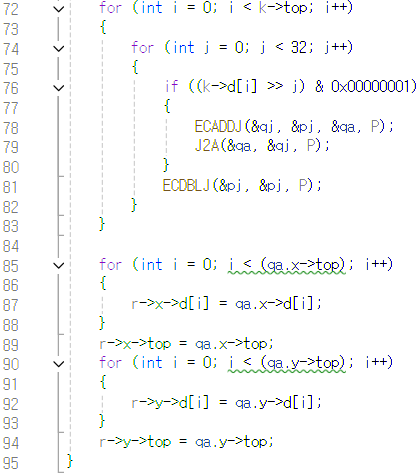 72 for (int i = 0; i < k->top; i++)
73 {
74 for (int j = 0; j < 32; j++)
75 {
76 if ((k->d[i] >> j) & 0x00000001)
77 {
78 ECADDJ(&qj, &pj, &qa, P);
79 J2A(&qa, &qj, P);
80 }
81 ECDBLJ(&pj, &pj, P);
82 }
83 }
84
85 for (int i = 0; i < (qa.x->top); i++)
86 {
87 r->x->d[i] = qa.x->d[i];
88 }
89 r->x->top = qa.x->top;
90 for (int i = 0; i < (qa.y->top); i++)
91 {
92 r->y->d[i] = qa.y->d[i];
93 }
94 r->y->top = qa.y->top;
95 }